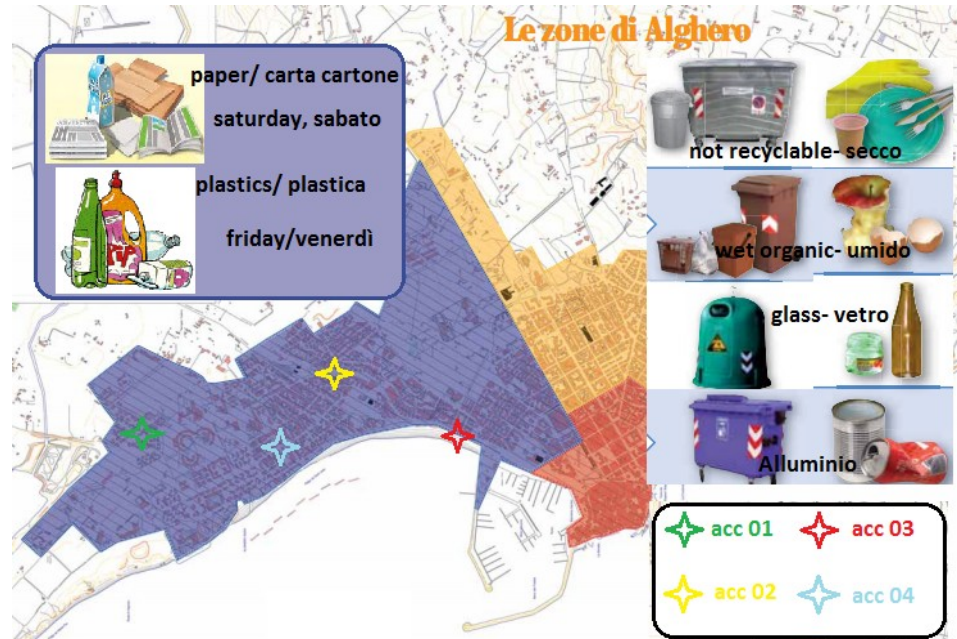 Le zone di Alghero
paper/ carta cartone
saturday, sabato
plastics/ plastica
friday/venerdì
not recyclable- secco
wet organic- umido
glass- vetro
Alluminio
acc 01
acc 03
acc 02
acc 04